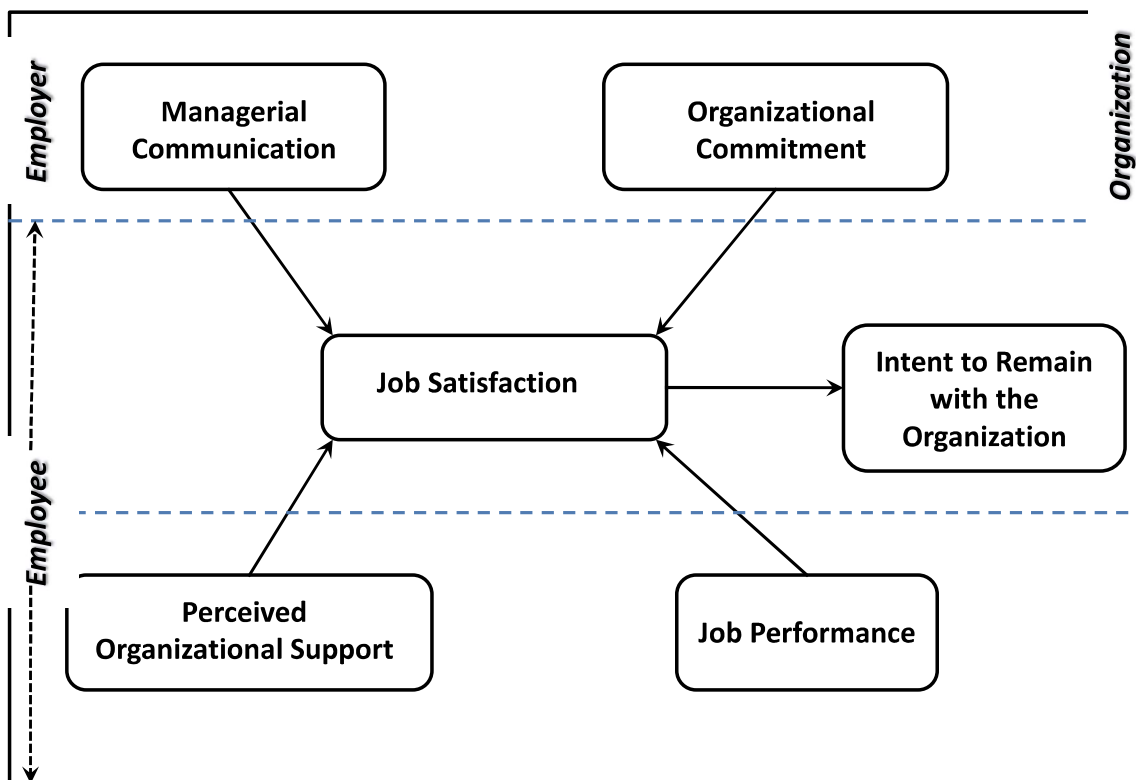 Employer
Organization
Managerial
Communication
Organizational
Commitment
Job Satisfaction
Intent to Remain
with the
Organization
Employee
Perceived
Organizational Support
Job Performance